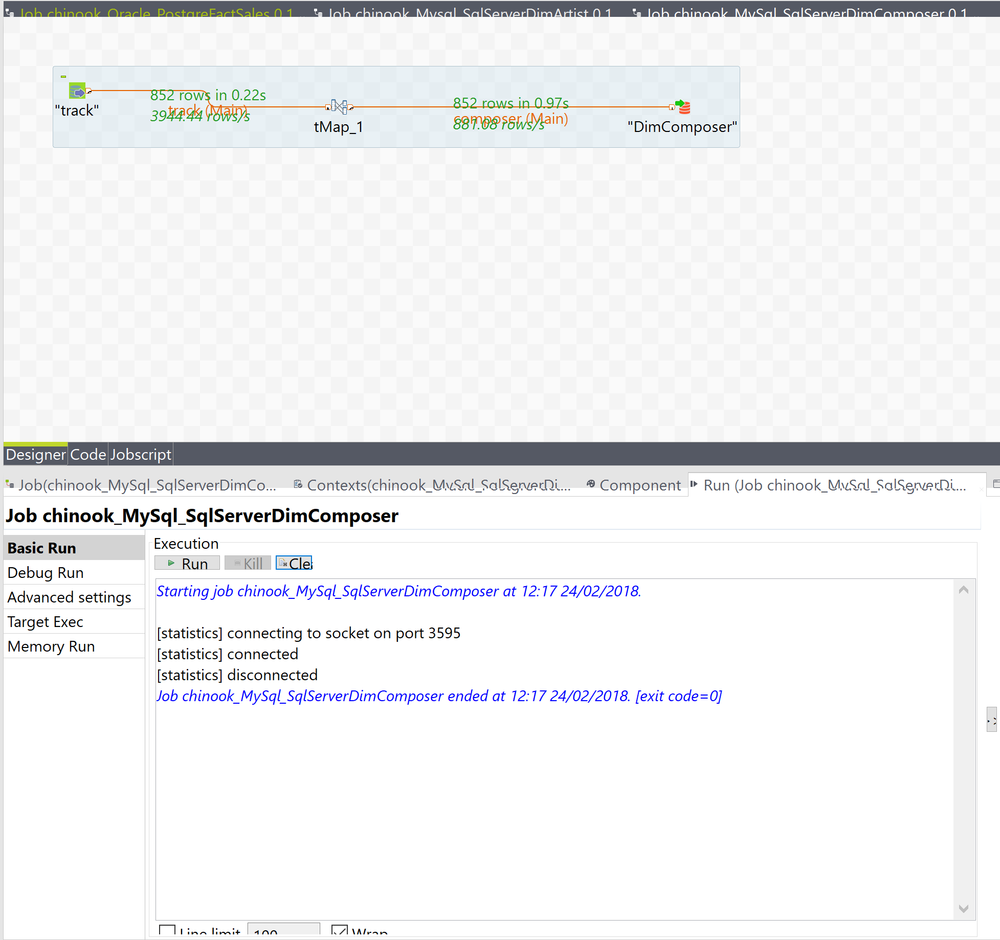 Job chinook_Oracle_PostgreFactSales 0.1
Job chinook_Mysql_SqlServerDimArtist 0.1
Job chinook_MySql_SqlServerDimComposer 0.1
852 rows in 0.22s
track (Main)
3944.44 rows/s
"track"
tMap_1
852 rows in 0.97s
composer (Main)
881.08 rows/s
"DimComposer"
Designer Code Jobscript
Job(chinook_MySql_SqlServerDimCo...
Contexts(chinook_MySql_SqlServerDi...
Component
Run (Job chinook_MySql_SqlServerDi...
Job chinook_MySql_SqlServerDimComposer
Basic Run
Debug Run
Advanced settings
Target Exec
Memory Run
Execution
Run Kill Cle
Starting job chinook_MySql_SqlServerDimComposer at 12:17 24/02/2018.
[statistics] connecting to socket on port 3595
[statistics] connected
[statistics] disconnected
Job chinook_MySql_SqlServerDimComposer ended at 12:17 24/02/2018. [exit code=0]
Line limit 100 Wrap